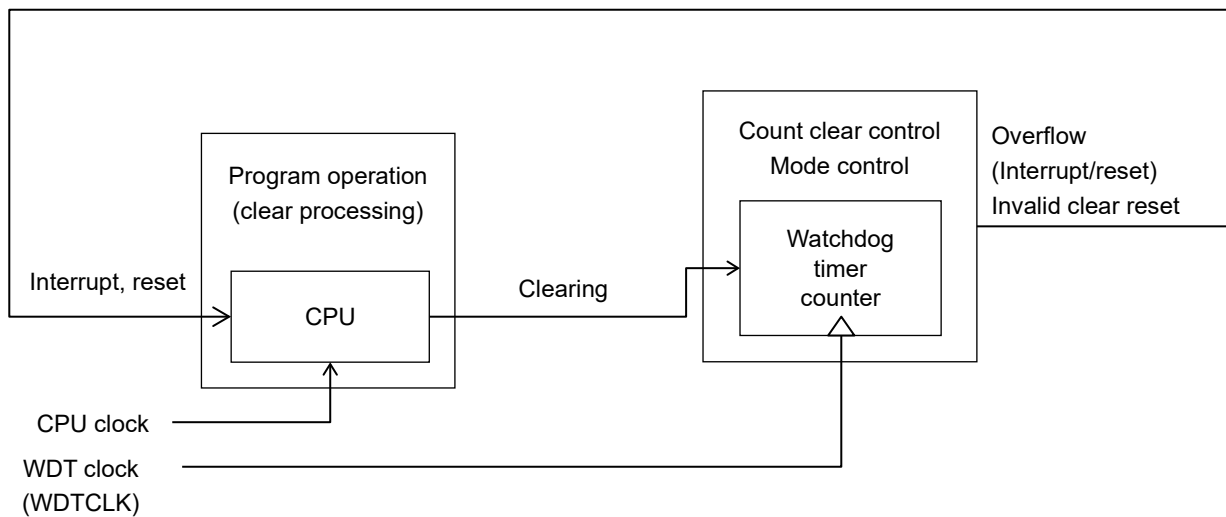 Count clear control
Mode control
Overflow
(Interrupt/reset)
Invalid clear reset
Program operation
(clear processing)
Watchdog
timer
counter
Interrupt, reset
Clearing
CPU
CPU clock
WDT clock
(WDTCLK)